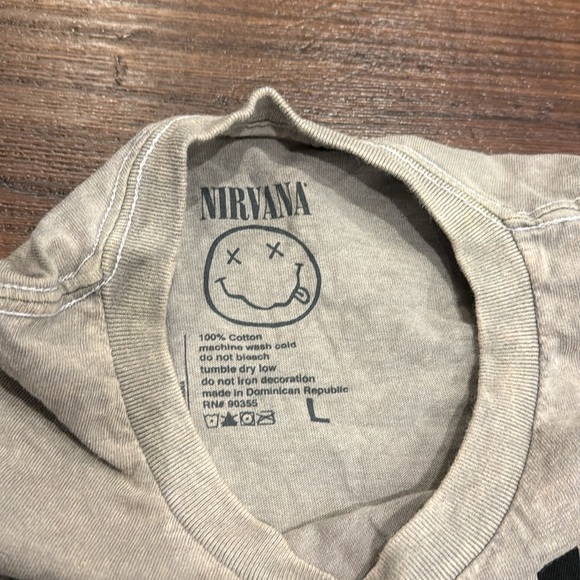 NIRVANA
100% Cotton
machine wash cold
do not bleach
tumble dry low
do not iron decoration
made in Dominican Republic
RN# 90355
L